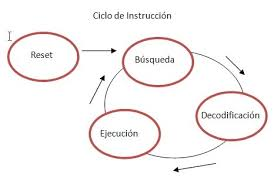 Ciclo de Instrucción
Reset
Búsqueda
Decodificación
Ejecución